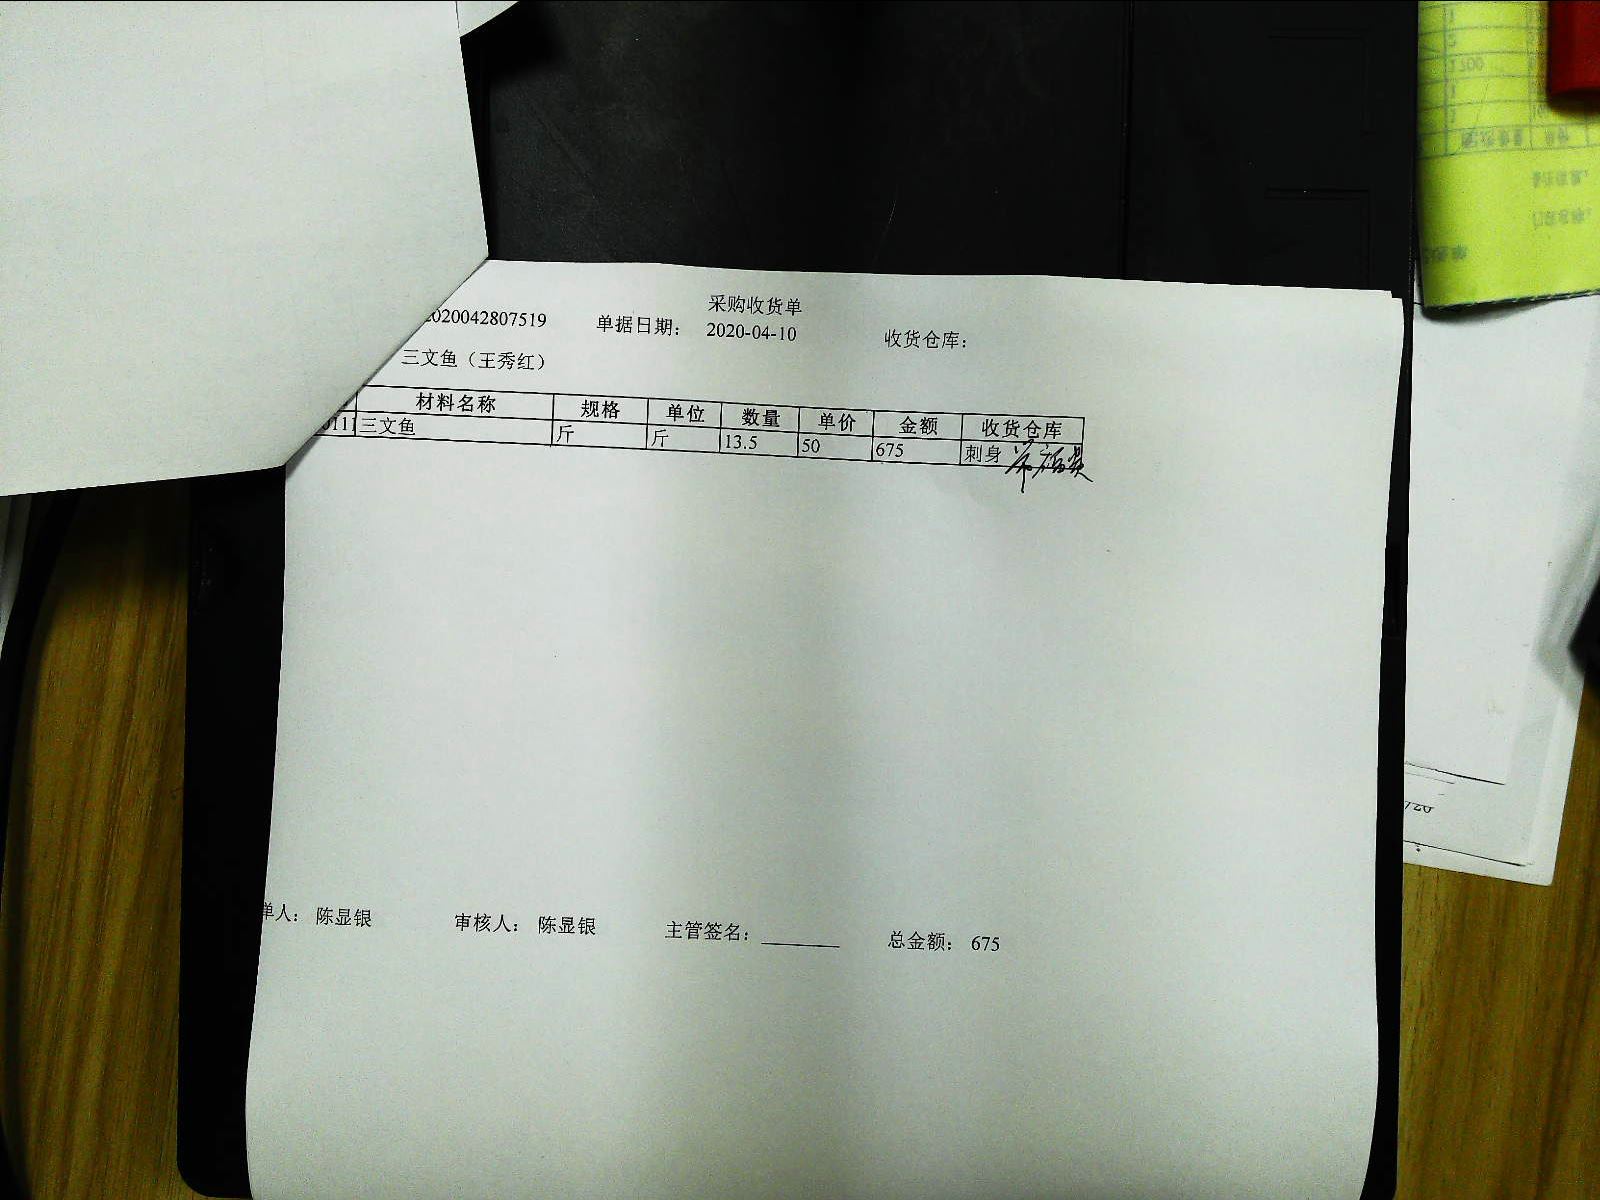 采购收货单
2020042807519 单据日期： 2020-04-10 收货仓库：
三文鱼（王秀红）
材料名称 规格 单位 数量 单价 金额 收货仓库
0111 三文鱼 斤 斤 13.5 50 675 刺身
单人： 陈显银 审核人： 陈显银 主管签名： 总金额： 675
1700